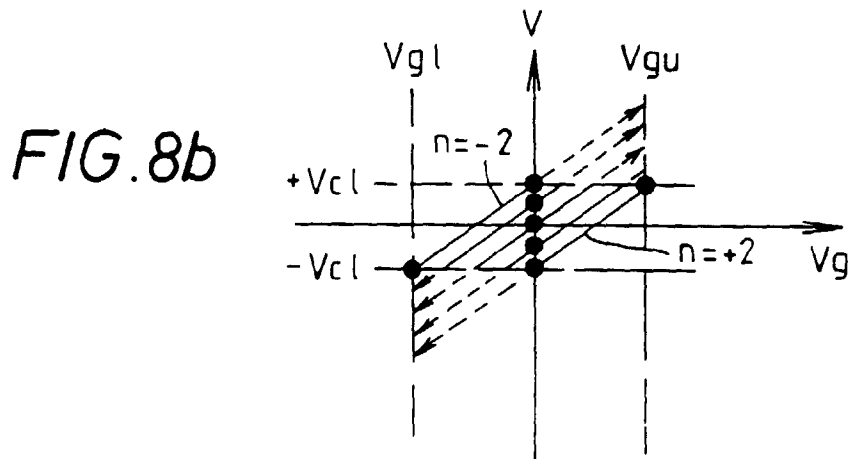 V
Vgl
Vgu
FIG. 8b
n=-2
+Vcl
-Vcl
n=+2
Vg